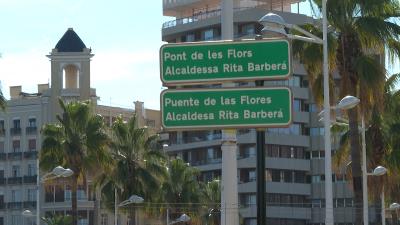 Pont de les Flors
Alcaldessa Rita Barberá
Puente de las Flores
Alcaldesa Rita Barberá